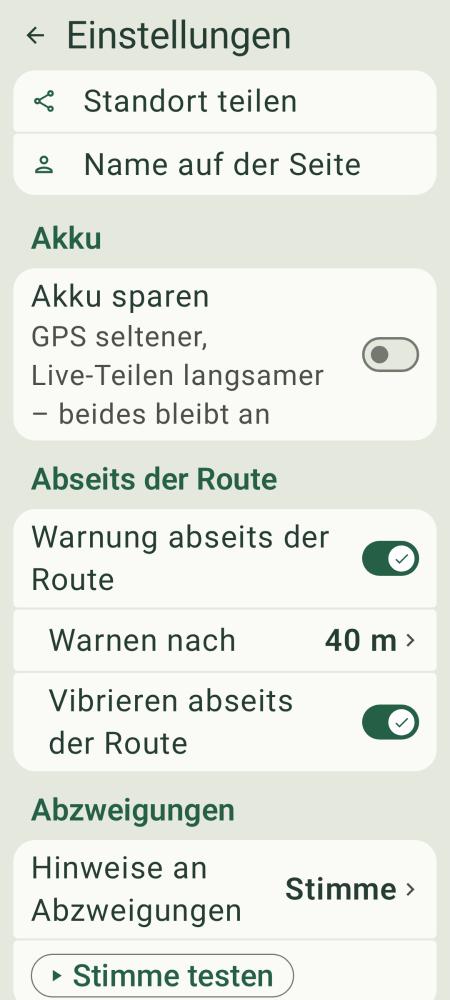 Einstellungen
Standort teilen
Name auf der Seite
Akku
Akku sparen
GPS seltener,
Live-Teilen langsamer
– beides bleibt an
Abseits der Route
Warnung abseits der
Route
Warnen nach 40 m
Vibrieren abseits
der Route
Abzweigungen
Hinweise an
Abzweigungen
Stimme
Stimme testen